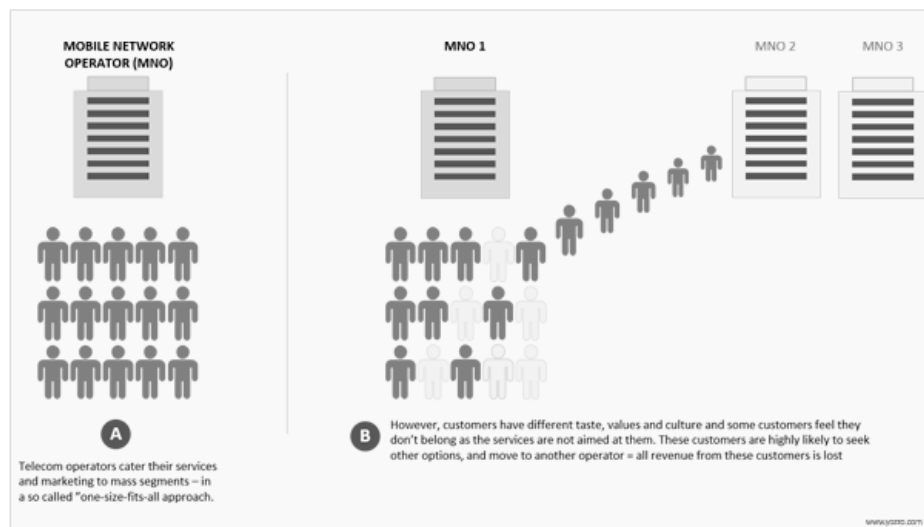 MOBILE NETWORK
OPERATOR (MNO)
MNO 1
MNO 2
MNO 3
A
Telecom operators cater their services
and marketing to mass segments – in
a so called "one-size-fits-all approach.
B
However, customers have different taste, values and culture and some customers feel they
don't belong as the services are not aimed at them. These customers are highly likely to seek
other options, and move to another operator = all revenue from these customers is lost
www.yozzo.com